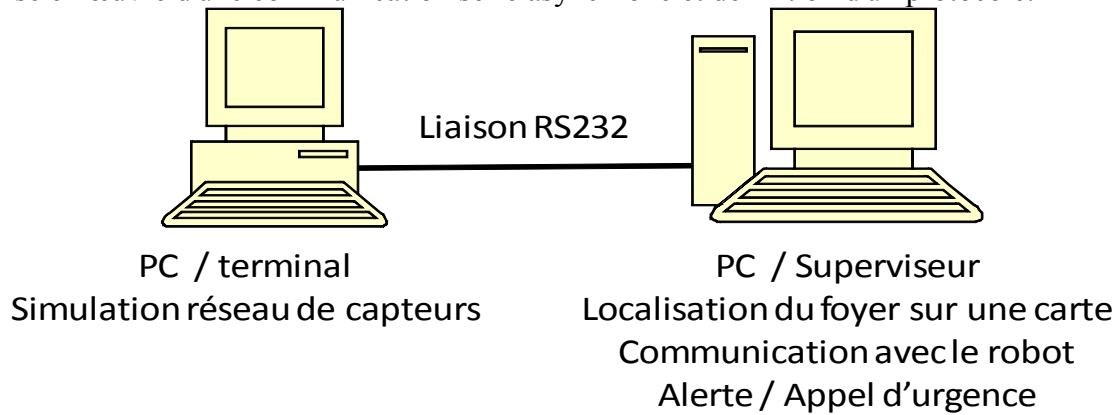 Liaison RS232
PC / terminal
Simulation réseau de capteurs
PC / Superviseur
Localisation du foyer sur une carte
Communication avec le robot
Alerte / Appel d'urgence